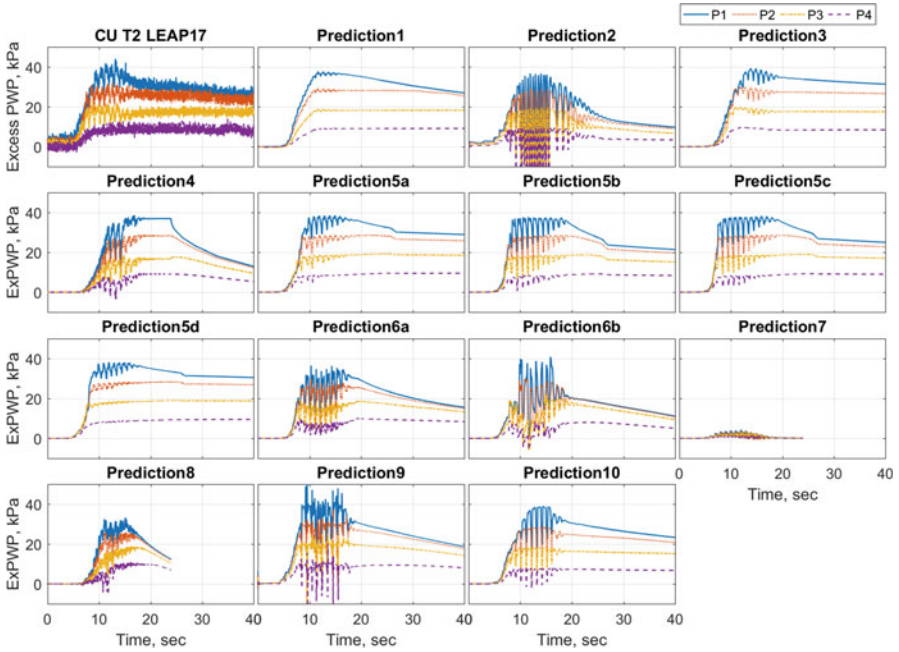 P1 P2 P3 P4
CU T2 LEAP17 Prediction1 Prediction2 Prediction3
Excess PWP, kPa
40
20
0
Prediction4 Prediction5a Prediction5b Prediction5c
ExPWP, kPa
40
20
0
Prediction5d Prediction6a Prediction6b Prediction7
ExPWP, kPa
40
20
0
0 20 40
Time, sec
Prediction8 Prediction9 Prediction10
ExPWP, kPa
40
20
0
0 10 20 30 40 0 10 20 30 40 0 10 20 30 40
Time, sec Time, sec Time, sec